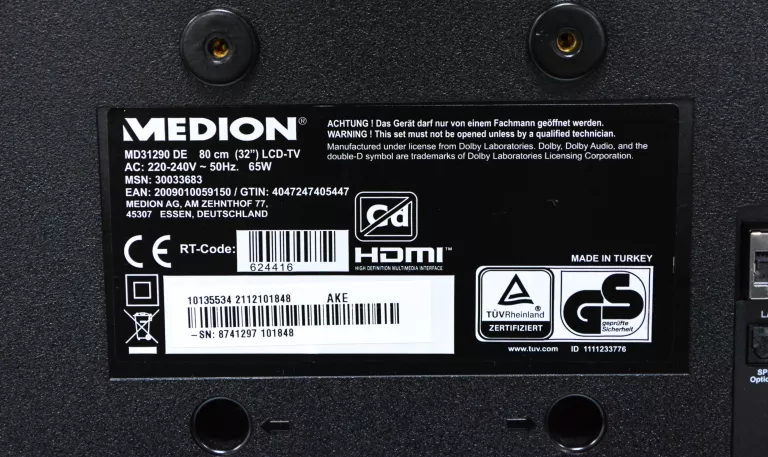 MEDION®
MD31290 DE 80 cm (32") LCD-TV
AC: 220-240V ~ 50Hz. 65W
MSN: 30033683
EAN: 2009010059150 / GTIN: 4047247405447
MEDION AG, AM ZEHNTHOF 77,
45307 ESSEN, DEUTSCHLAND
ACHTUNG ! Das Gerät darf nur von einem Fachmann geöffnet werden.
WARNING ! This set must not be opened unless by a qualified technician.
Manufactured under license from Dolby Laboratories. Dolby, Dolby Audio, and the
double-D symbol are trademarks of Dolby Laboratories Licensing Corporation.
Cd
HDMI™
HIGH DEFINITION MULTIMEDIA INTERFACE
CE
RT-Code:
624416
10135534 2112101848 AKE
-SN: 8741297 101848
MADE IN TURKEY
TÜVRheinland
ZERTIFIZIERT
GS
geprüfte
Sicherheit
www.tuv.com ID 1111233776
LA
SP
Optic